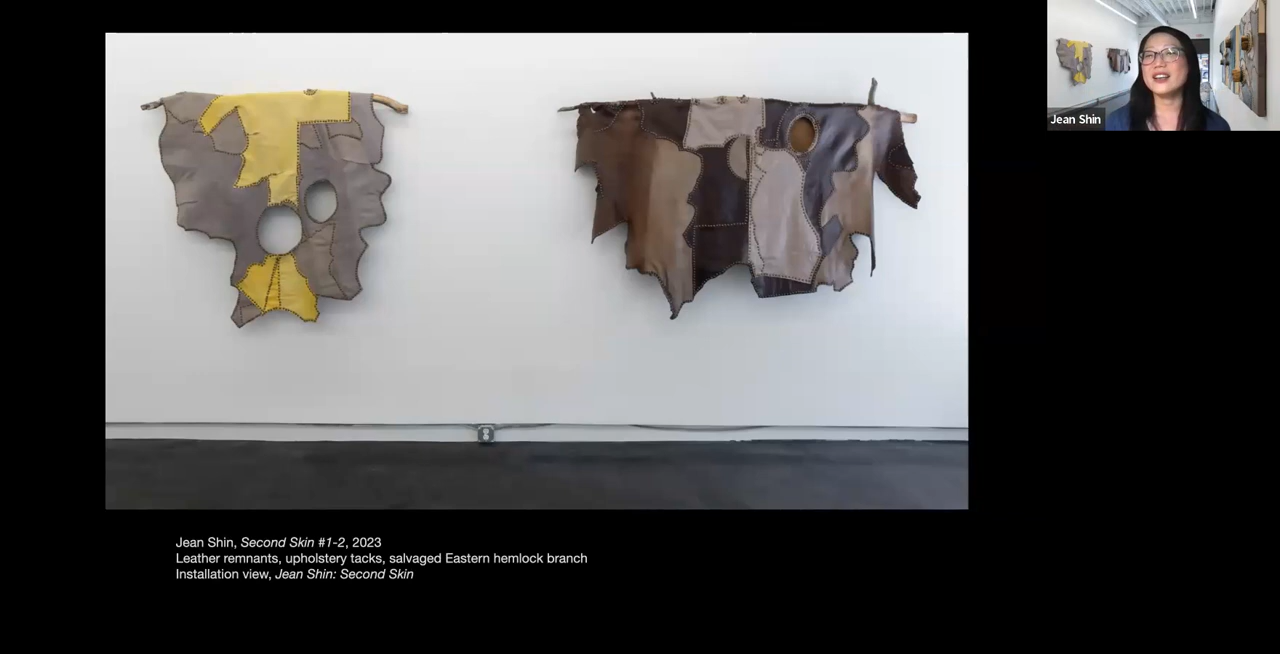 Jean Shin
Jean Shin, Second Skin #1-2, 2023
Leather remnants, upholstery tacks, salvaged Eastern hemlock branch
Installation view, Jean Shin: Second Skin